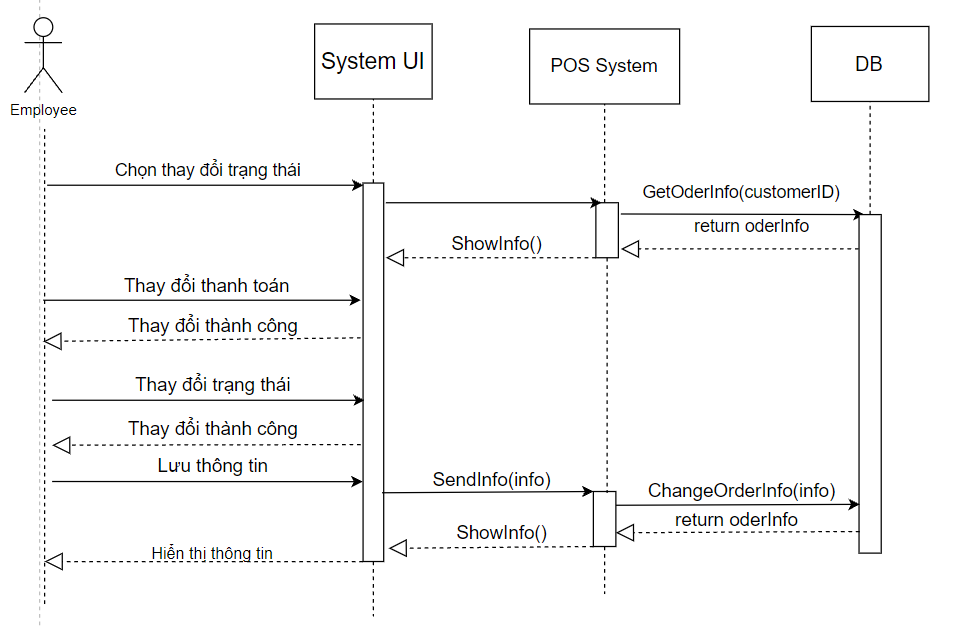 System UI
POS System
DB
Employee
Chọn thay đổi trạng thái
GetOderInfo(customerID)
return oderInfo
ShowInfo()
Thay đổi thanh toán
Thay đổi thành công
Thay đổi trạng thái
Thay đổi thành công
Lưu thông tin
SendInfo(info)
ChangeOrderInfo(info)
return oderInfo
ShowInfo()
Hiển thị thông tin